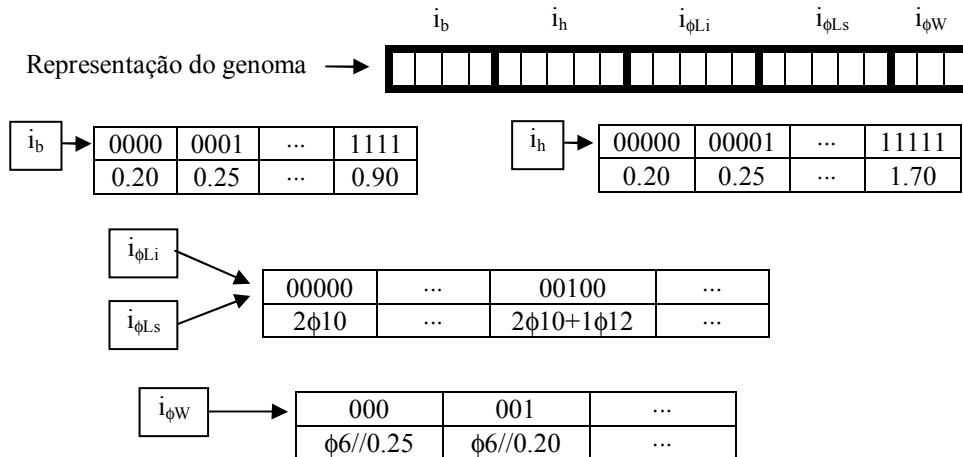 i_b i_h i_ϕLi i_ϕLs i_ϕW
Representação do genoma
i_b
0000 0001 ... 1111
0.20 0.25 ... 0.90
i_h
00000 00001 ... 11111
0.20 0.25 ... 1.70
i_ϕLi
i_ϕLs
00000 ... 00100 ...
2ϕ10 ... 2ϕ10+1ϕ12 ...
i_ϕW
000 001 ...
ϕ6//0.25 ϕ6//0.20 ...